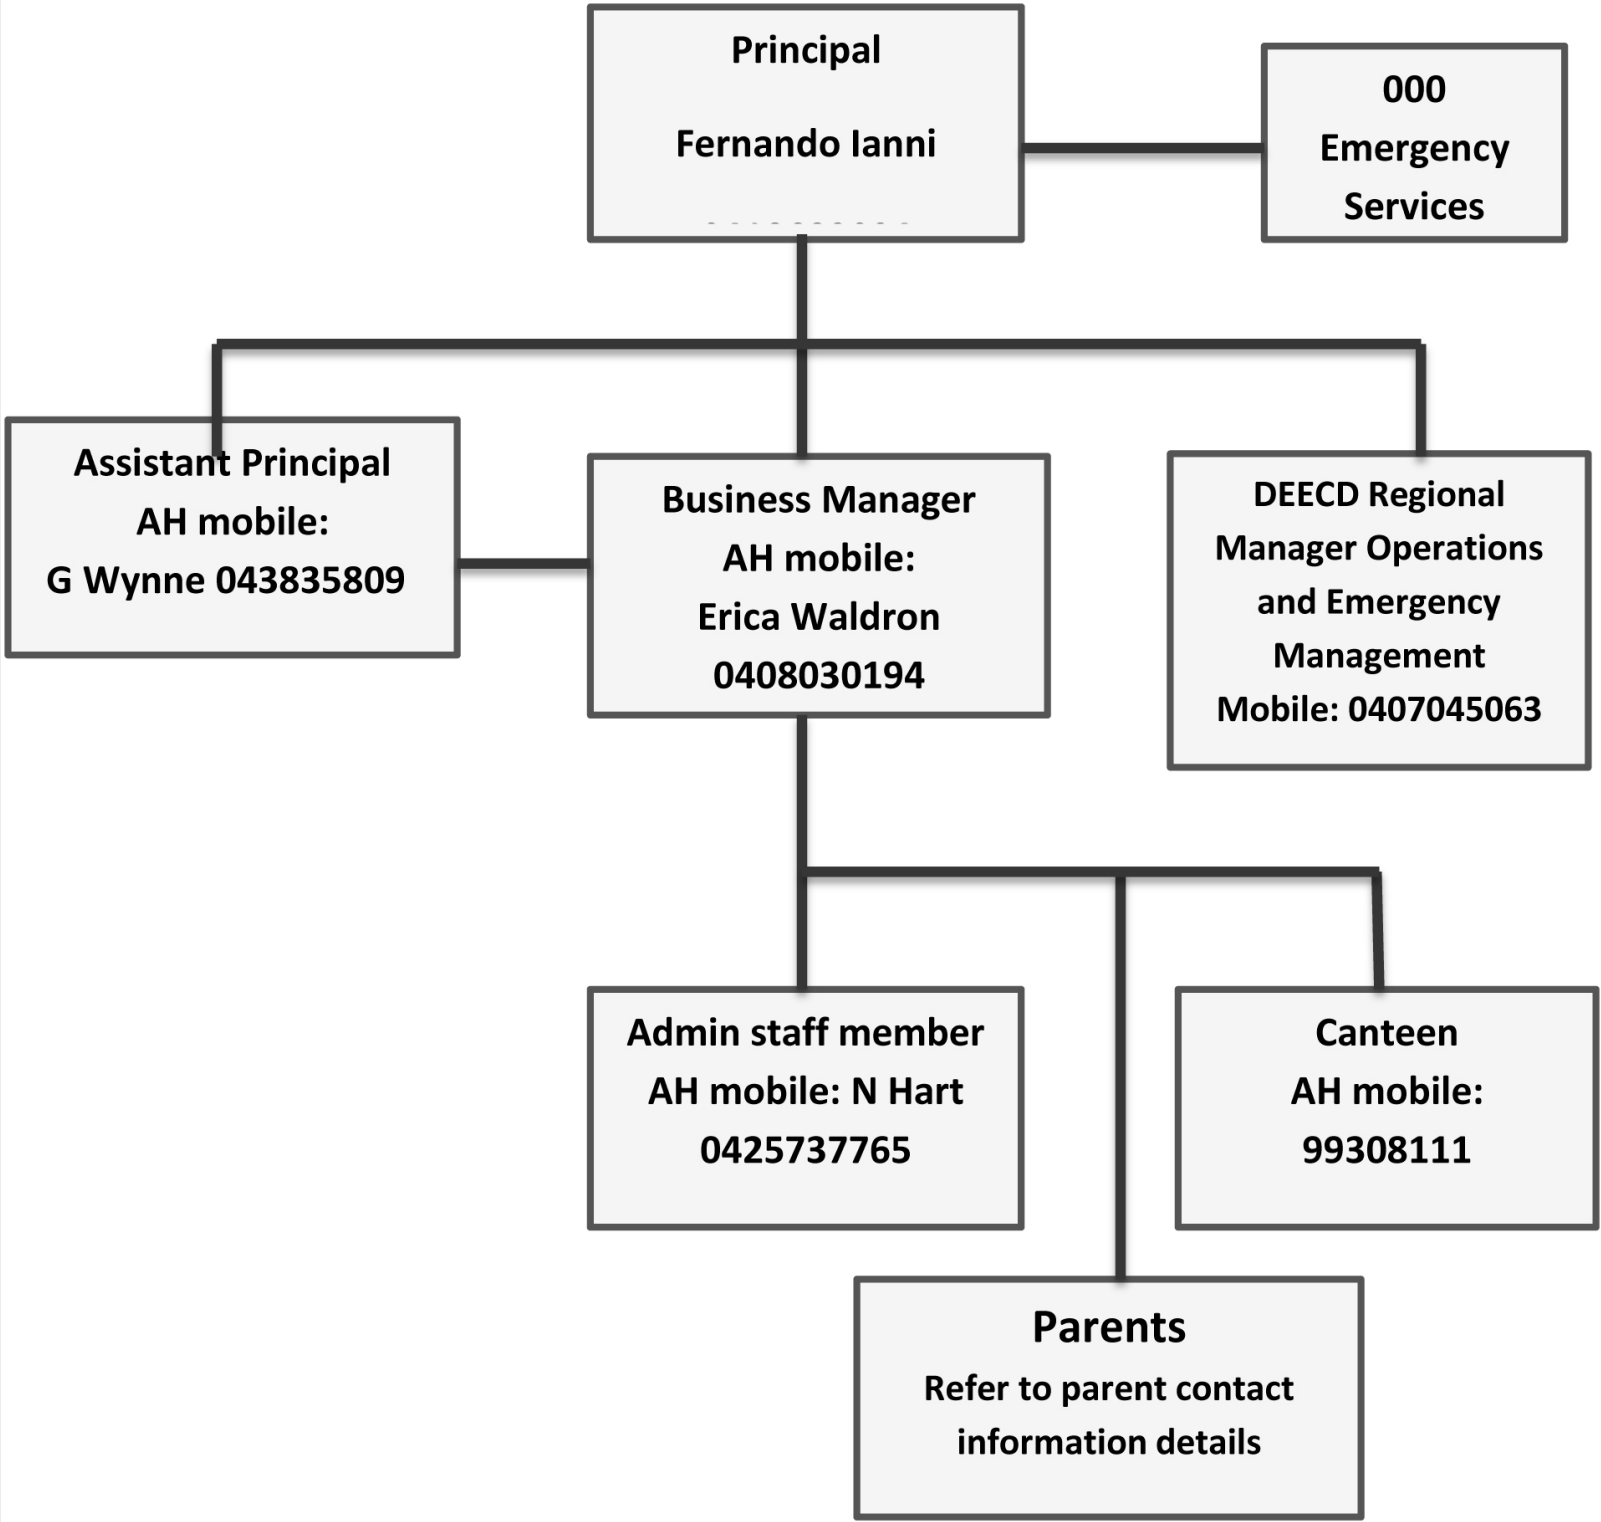 Principal
Fernando Ianni
000
Emergency
Services
Assistant Principal
AH mobile:
G Wynne 043835809
Business Manager
AH mobile:
Erica Waldron
0408030194
DEECD Regional
Manager Operations
and Emergency
Management
Mobile: 0407045063
Admin staff member
AH mobile: N Hart
0425737765
Canteen
AH mobile:
99308111
Parents
Refer to parent contact
information details